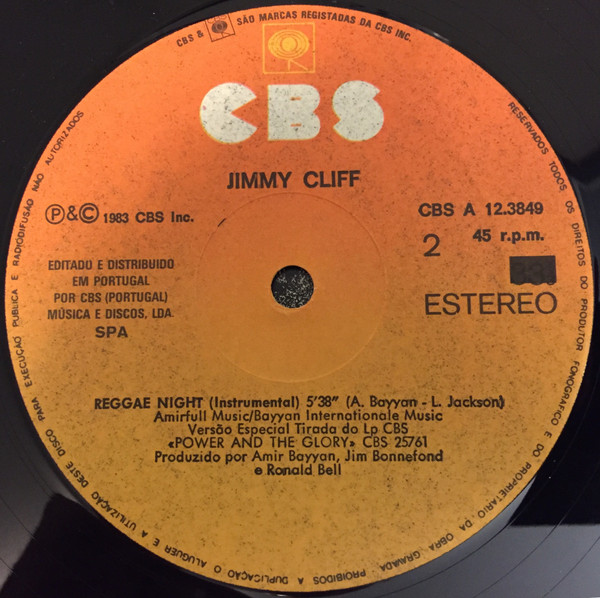 CBS & SÃO MARCAS REGISTADAS DA CBS INC.
CBS
JIMMY CLIFF
Ⓟ&© 1983 CBS Inc.
CBS A 12.3849
2
45 r.p.m.
33
ESTEREO
EDITADO E DISTRIBUIDO
EM PORTUGAL
POR CBS (PORTUGAL)
MÚSICA E DISCOS, LDA.
SPA
REGGAE NIGHT (Instrumental) 5'38" (A. Bayyan - L. Jackson)
Amirfull Music/Bayyan Internationale Music
Versão Especial Tirada do Lp CBS
«POWER AND THE GLORY» CBS 25761
Produzido por Amir Bayyan, Jim Bonnefond
e Ronald Bell
RESERVADOS TODOS OS DIREITOS DO PRODUTOR FONOGRÁFICO E DO PROPRIETÁRIO DA OBRA GRAVADA. PROIBIDOS A DUPLICAÇÃO O ALUGUER E A UTILIZAÇÃO DESTE DISCO PARA EXECUÇÃO PÚBLICA E RADIODIFUSÃO NÃO AUTORIZADOS